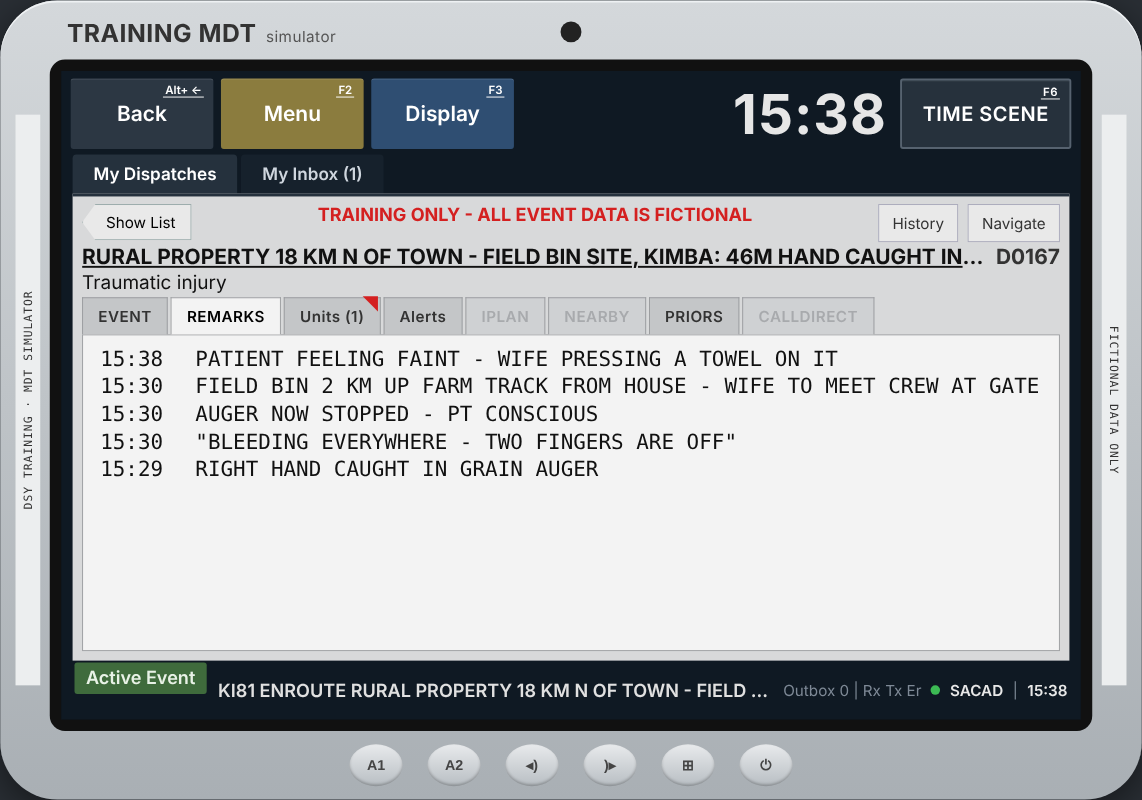 TRAINING MDT simulator
Back Alt+ ←
Menu F2
Display F3
15:38
TIME SCENE F6
My Dispatches
My Inbox (1)
Show List
TRAINING ONLY - ALL EVENT DATA IS FICTIONAL
History
Navigate
RURAL PROPERTY 18 KM N OF TOWN - FIELD BIN SITE, KIMBA: 46M HAND CAUGHT IN... D0167
Traumatic injury
EVENT
REMARKS
Units (1)
Alerts
IPLAN
NEARBY
PRIORS
CALLDIRECT
15:38 PATIENT FEELING FAINT - WIFE PRESSING A TOWEL ON IT
15:30 FIELD BIN 2 KM UP FARM TRACK FROM HOUSE - WIFE TO MEET CREW AT GATE
15:30 AUGER NOW STOPPED - PT CONSCIOUS
15:30 "BLEEDING EVERYWHERE - TWO FINGERS ARE OFF"
15:29 RIGHT HAND CAUGHT IN GRAIN AUGER
Active Event
KI81 ENROUTE RURAL PROPERTY 18 KM N OF TOWN - FIELD ...
Outbox 0 | Rx Tx Er SACAD | 15:38
A1
A2
DSY TRAINING · MDT SIMULATOR
FICTIONAL DATA ONLY